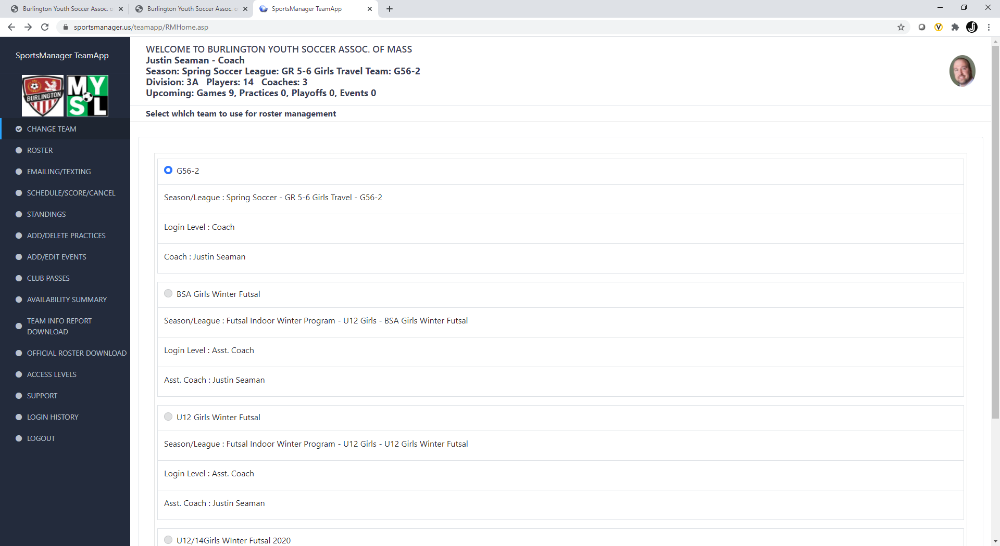 Burlington Youth Soccer Assoc. o
Burlington Youth Soccer Assoc. o
SportsManager TeamApp
sportsmanager.us/teamapp/RMHome.asp
SportsManager TeamApp
BURLINGTON
MY
SL
CHANGE TEAM
ROSTER
EMAILING/TEXTING
SCHEDULE/SCORE/CANCEL
STANDINGS
ADD/DELETE PRACTICES
ADD/EDIT EVENTS
CLUB PASSES
AVAILABILITY SUMMARY
TEAM INFO REPORT
DOWNLOAD
OFFICIAL ROSTER DOWNLOAD
ACCESS LEVELS
SUPPORT
LOGIN HISTORY
LOGOUT
WELCOME TO BURLINGTON YOUTH SOCCER ASSOC. OF MASS
Justin Seaman - Coach
Season: Spring Soccer League: GR 5-6 Girls Travel Team: G56-2
Division: 3A Players: 14 Coaches: 3
Upcoming: Games 9, Practices 0, Playoffs 0, Events 0
Select which team to use for roster management
G56-2
Season/League : Spring Soccer - GR 5-6 Girls Travel - G56-2
Login Level : Coach
Coach : Justin Seaman
BSA Girls Winter Futsal
Season/League : Futsal Indoor Winter Program - U12 Girls - BSA Girls Winter Futsal
Login Level : Asst. Coach
Asst. Coach : Justin Seaman
U12 Girls Winter Futsal
Season/League : Futsal Indoor Winter Program - U12 Girls - U12 Girls Winter Futsal
Login Level : Asst. Coach
Asst. Coach : Justin Seaman
U12/14Girls WInter Futsal 2020